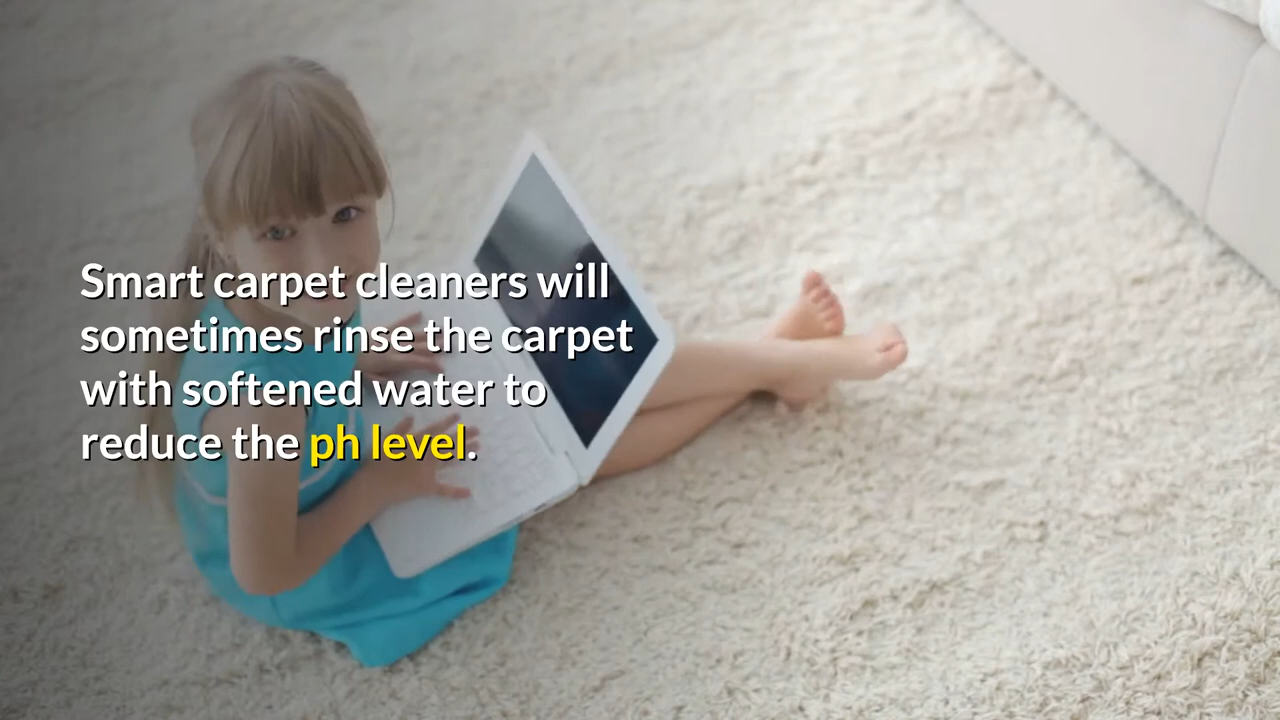 Smart carpet cleaners will
sometimes rinse the carpet
with softened water to
reduce the ph level.